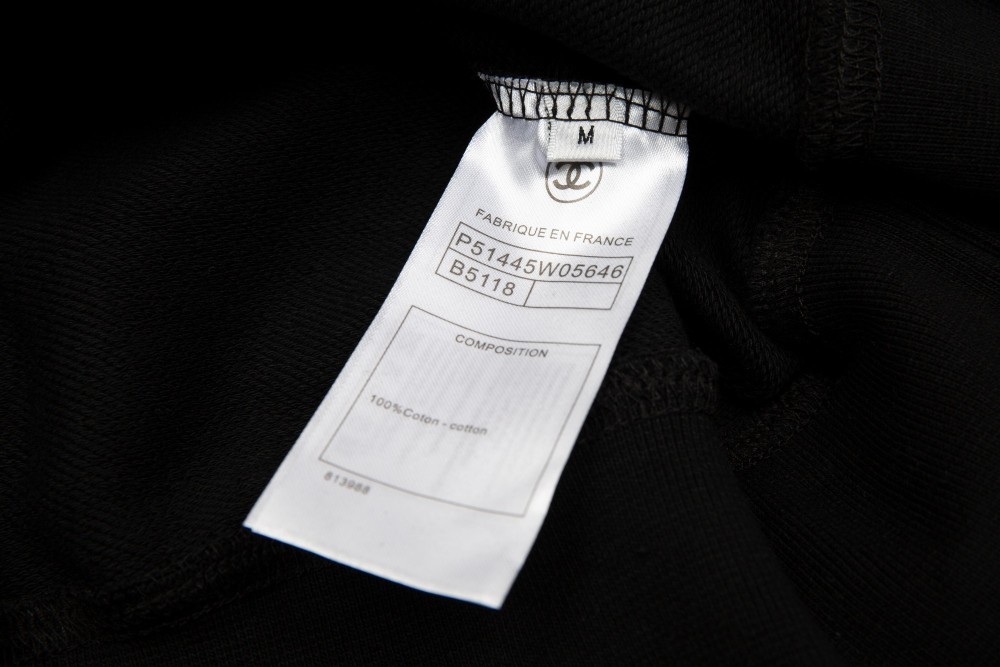 M
FABRIQUE EN FRANCE
P51445W05646
B5118
COMPOSITION
100%Coton - cotton
813988